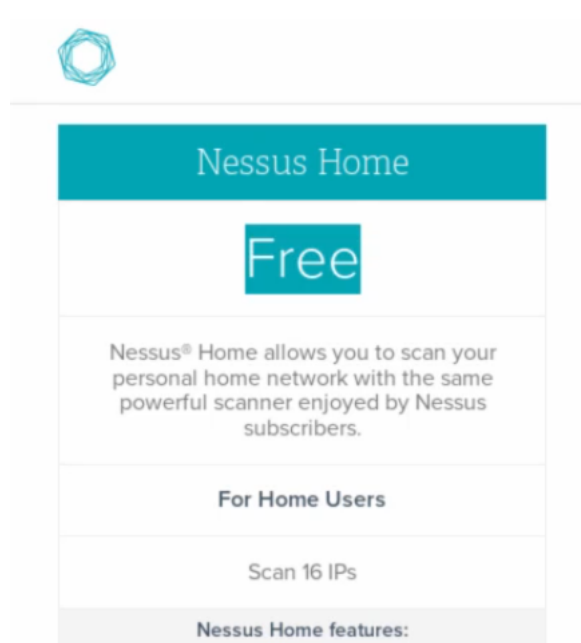 Nessus Home
Free
Nessus® Home allows you to scan your
personal home network with the same
powerful scanner enjoyed by Nessus
subscribers.
For Home Users
Scan 16 IPs
Nessus Home features: